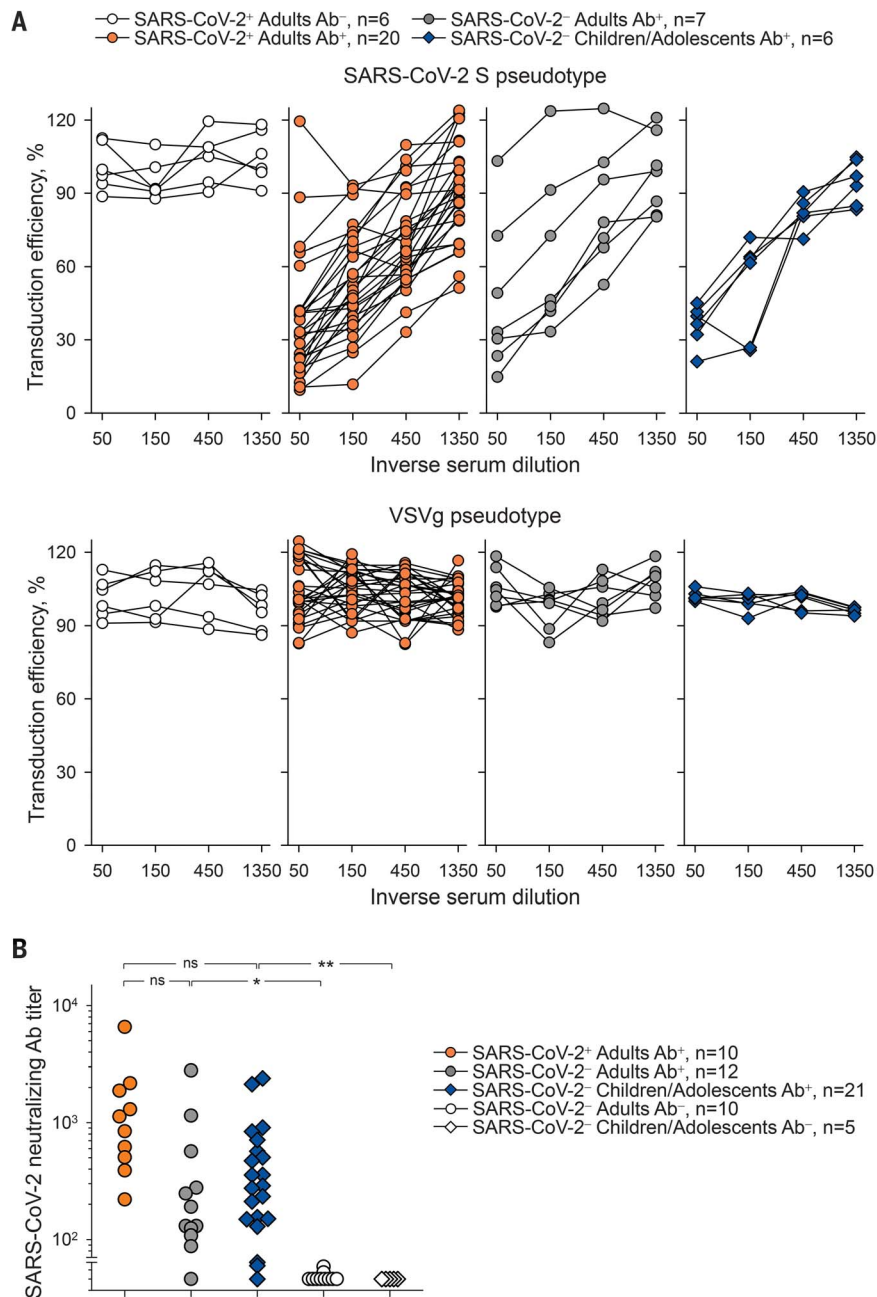 A
SARS-CoV-2⁺ Adults Ab⁻, n=6
SARS-CoV-2⁺ Adults Ab⁺, n=20
SARS-CoV-2⁻ Adults Ab⁺, n=7
SARS-CoV-2⁻ Children/Adolescents Ab⁺, n=6
SARS-CoV-2 S pseudotype
Transduction efficiency, %
120
90
60
30
0
50 150 450 1350 50 150 450 1350 50 150 450 1350 50 150 450 1350
Inverse serum dilution
VSVg pseudotype
Transduction efficiency, %
120
90
60
30
0
50 150 450 1350 50 150 450 1350 50 150 450 1350 50 150 450 1350
Inverse serum dilution
B
ns **
ns *
SARS-CoV-2 neutralizing Ab titer
10⁴
10³
10²
SARS-CoV-2⁺ Adults Ab⁺, n=10
SARS-CoV-2⁻ Adults Ab⁺, n=12
SARS-CoV-2⁻ Children/Adolescents Ab⁺, n=21
SARS-CoV-2⁻ Adults Ab⁻, n=10
SARS-CoV-2⁻ Children/Adolescents Ab⁻, n=5